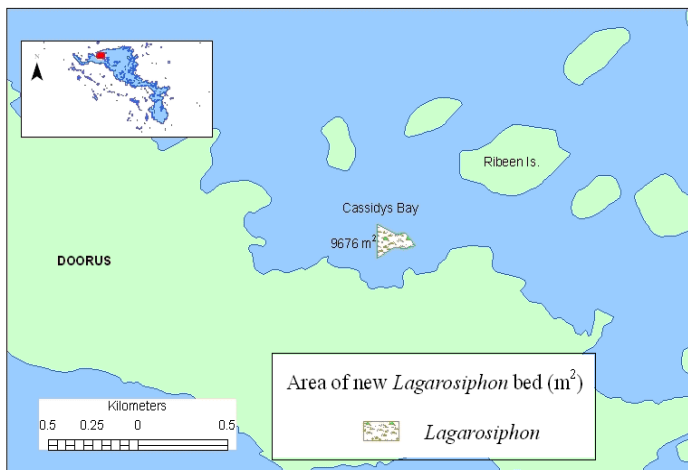 N
Ribeen Is.
Cassidys Bay
9676 m²
DOORUS
Area of new Lagarosiphon bed (m²)
Lagarosiphon
Kilometers
0.5 0.25 0 0.5